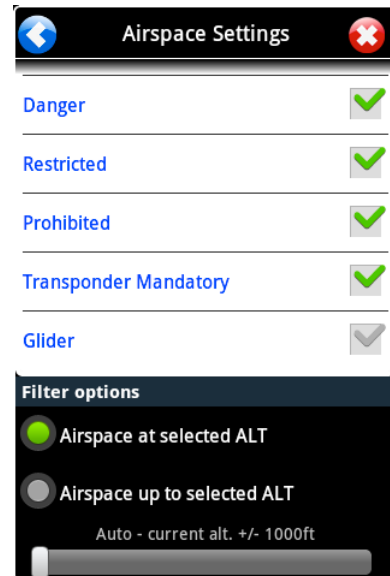 Airspace Settings
Danger
Restricted
Prohibited
Transponder Mandatory
Glider
Filter options
Airspace at selected ALT
Airspace up to selected ALT
Auto - current alt. +/- 1000ft